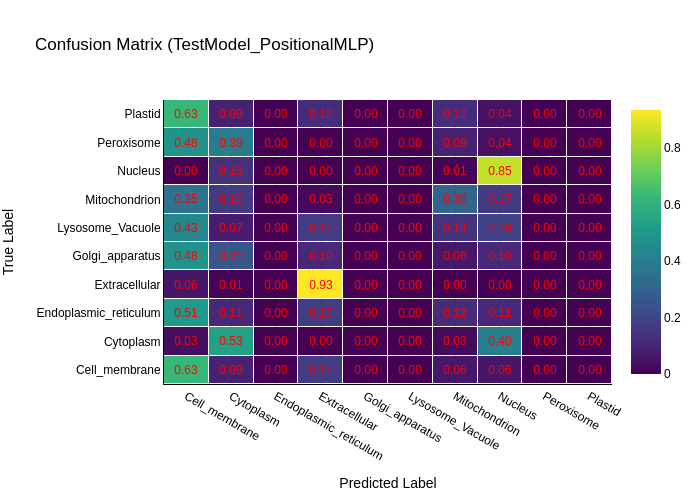 Confusion Matrix (TestModel_PositionalMLP)
Plastid 0.63 0.09 0.00 0.12 0.00 0.00 0.12 0.04 0.00 0.00
Peroxisome 0.48 0.39 0.00 0.00 0.00 0.00 0.09 0.04 0.00 0.00
Nucleus 0.00 0.13 0.00 0.00 0.00 0.00 0.01 0.85 0.00 0.00
Mitochondrion 0.35 0.00 0.03 0.00 0.00 0.17 0.00 0.00
Lysosome_Vacuole 0.43 0.07 0.00 0.17 0.00 0.00 0.14 0.19 0.00 0.00
Golgi_apparatus 0.48 0.00 0.10 0.00 0.00 0.06 0.10 0.00 0.00
Extracellular 0.06 0.01 0.00 0.93 0.00 0.00 0.00 0.00 0.00 0.00
Endoplasmic_reticulum 0.51 0.11 0.00 0.17 0.00 0.00 0.12 0.11 0.00 0.00
Cytoplasm 0.03 0.53 0.00 0.00 0.00 0.00 0.03 0.40 0.00 0.00
Cell_membrane 0.63 0.09 0.00 0.17 0.00 0.00 0.06 0.06 0.00 0.00
Cell_membrane Cytoplasm Endoplasmic_reticulum Extracellular Golgi_apparatus Lysosome_Vacuole Mitochondrion Nucleus Peroxisome Plastid
Predicted Label
True Label
0.8
0.6
0.4
0.2
0